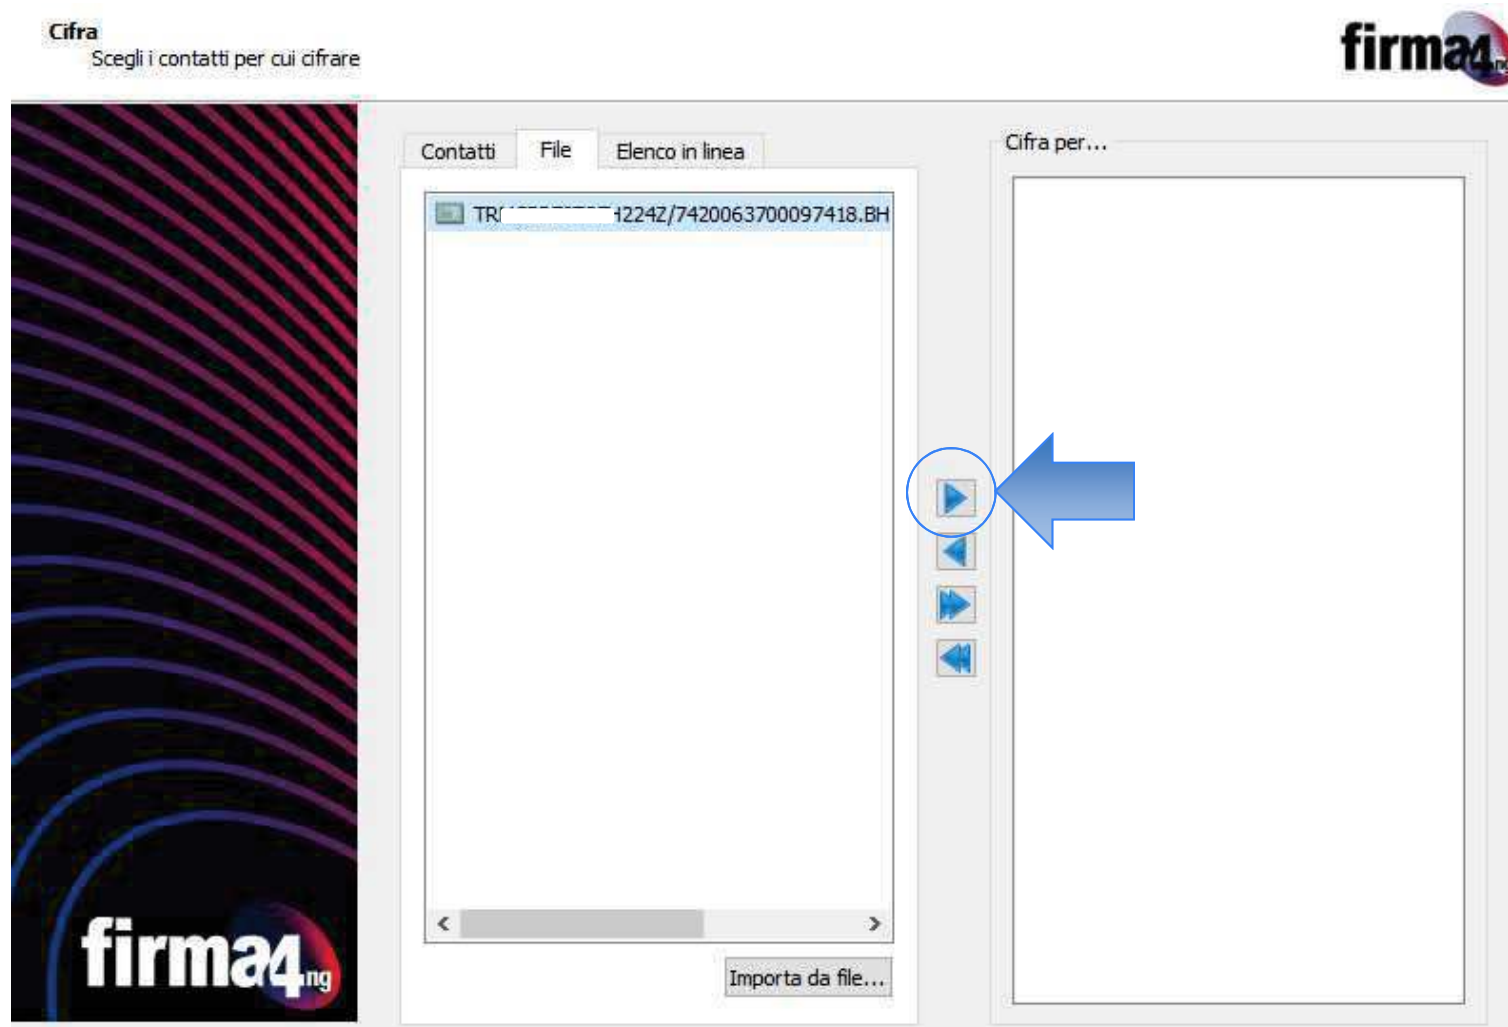 Cifra
Scegli i contatti per cui cifrare
firma4ng
Contatti
File
Elenco in linea
Cifra per...
H224Z/7420063700097418.BH
Importa da file...
firma4ng